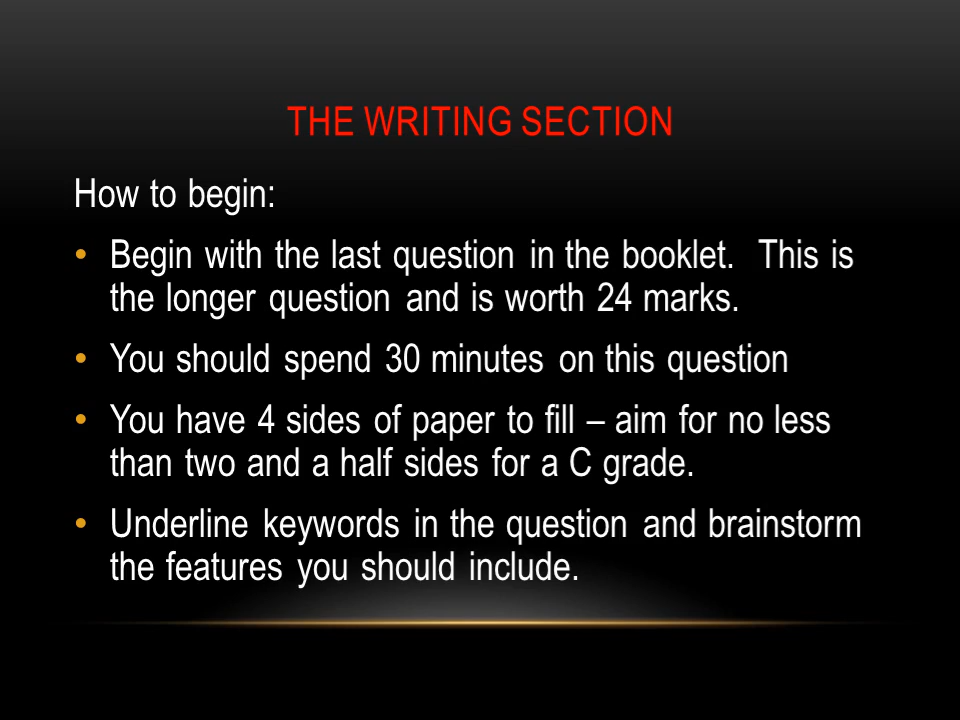 THE WRITING SECTION
How to begin:
• Begin with the last question in the booklet.  This is
the longer question and is worth 24 marks.
• You should spend 30 minutes on this question
• You have 4 sides of paper to fill – aim for no less
than two and a half sides for a C grade.
• Underline keywords in the question and brainstorm
the features you should include.